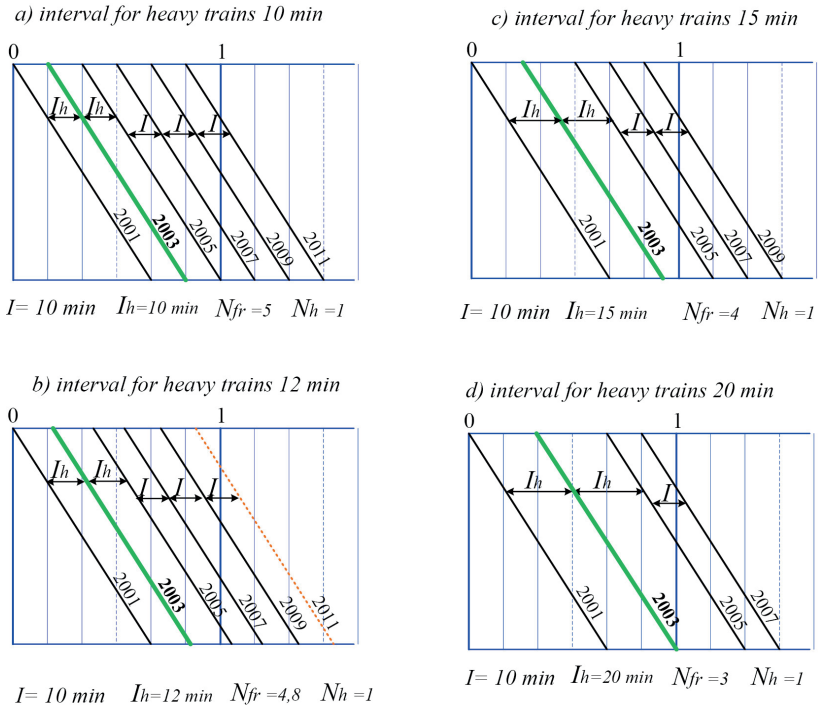 a) interval for heavy trains 10 min
0 1
Ih Ih I I I
2001 2003 2005 2007 2009 2011
I= 10 min Ih=10 min Nfr =5 Nh =1
c) interval for heavy trains 15 min
0 1
Ih Ih I I
2001 2003 2005 2007 2009
I= 10 min Ih=15 min Nfr =4 Nh =1
b) interval for heavy trains 12 min
0 1
Ih Ih I I I
2001 2003 2005 2007 2009 2011
I= 10 min Ih=12 min Nfr =4,8 Nh =1
d) interval for heavy trains 20 min
0 1
Ih Ih I
2001 2003 2005 2007
I= 10 min Ih=20 min Nfr =3 Nh =1